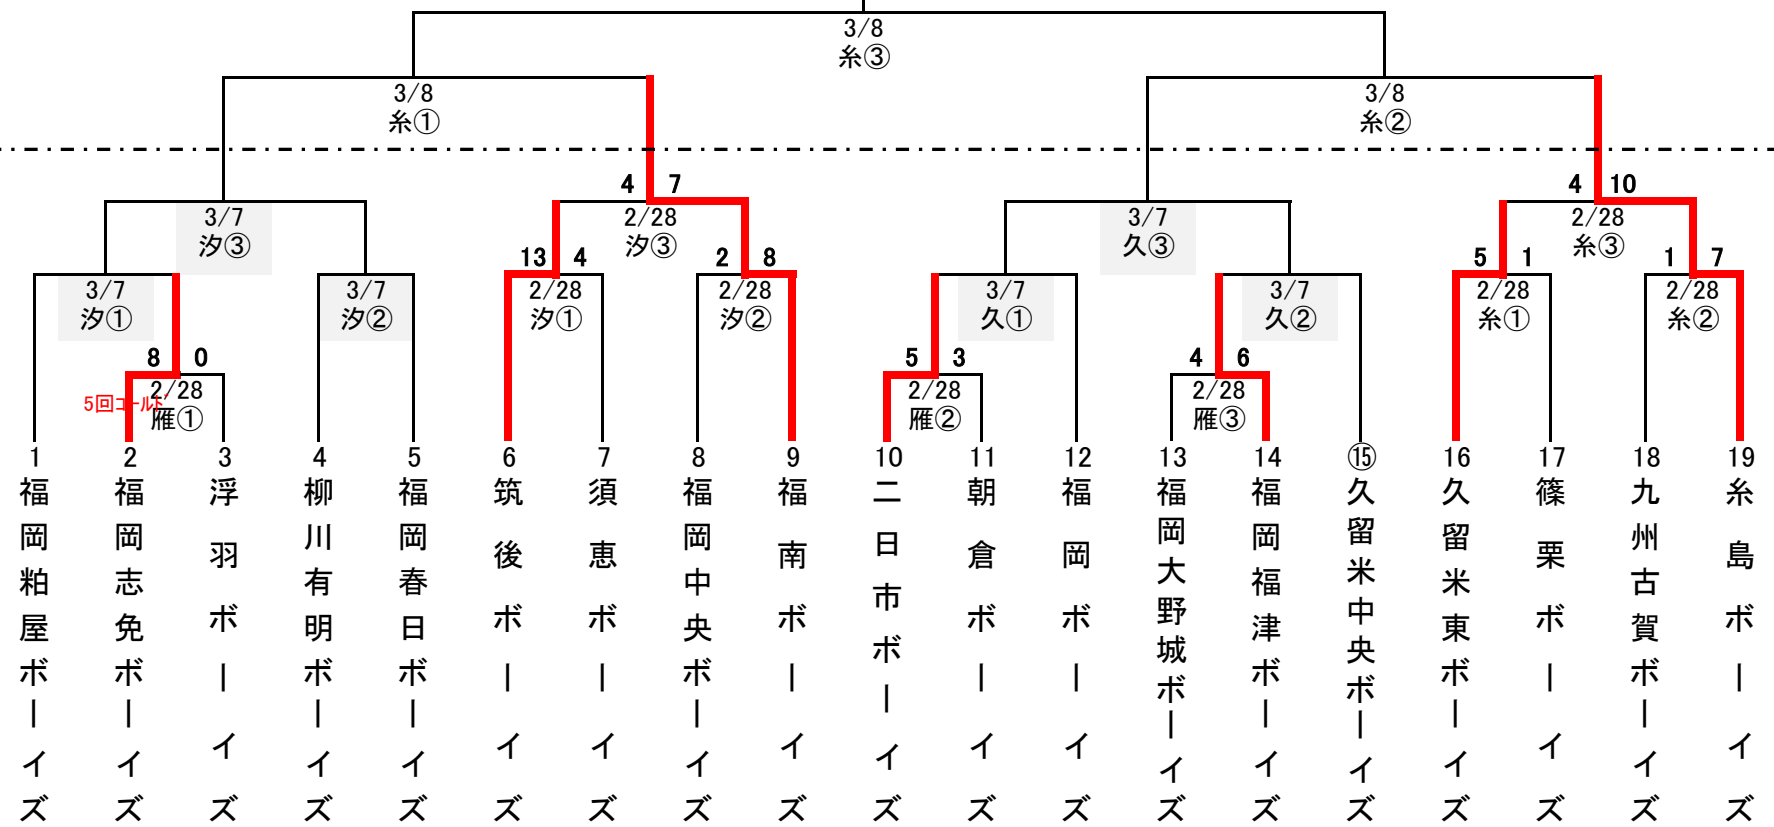 3/8
糸③
3/8
糸①
3/8
糸②
4 7
4 10
3/7
汐③
2/28
汐③
3/7
久③
2/28
糸③
13 4
2 8
5 1
1 7
3/7
汐①
3/7
汐②
2/28
汐①
2/28
汐②
3/7
久①
3/7
久②
2/28
糸①
2/28
糸②
8 0
5 3
4 6
2/28
雁①
5回コールド
2/28
雁②
2/28
雁③
1
福岡粕屋ボーイズ
2
福岡志免ボーイズ
3
浮羽ボーイズ
4
柳川有明ボーイズ
5
福岡春日ボーイズ
6
筑後ボーイズ
7
須恵ボーイズ
8
福岡中央ボーイズ
9
福南ボーイズ
10
二日市ボーイズ
11
朝倉ボーイズ
12
福岡ボーイズ
13
福岡大野城ボーイズ
14
福岡福津ボーイズ
⑮
久留米中央ボーイズ
16
久留米東ボーイズ
17
篠栗ボーイズ
18
九州古賀ボーイズ
19
糸島ボーイズ